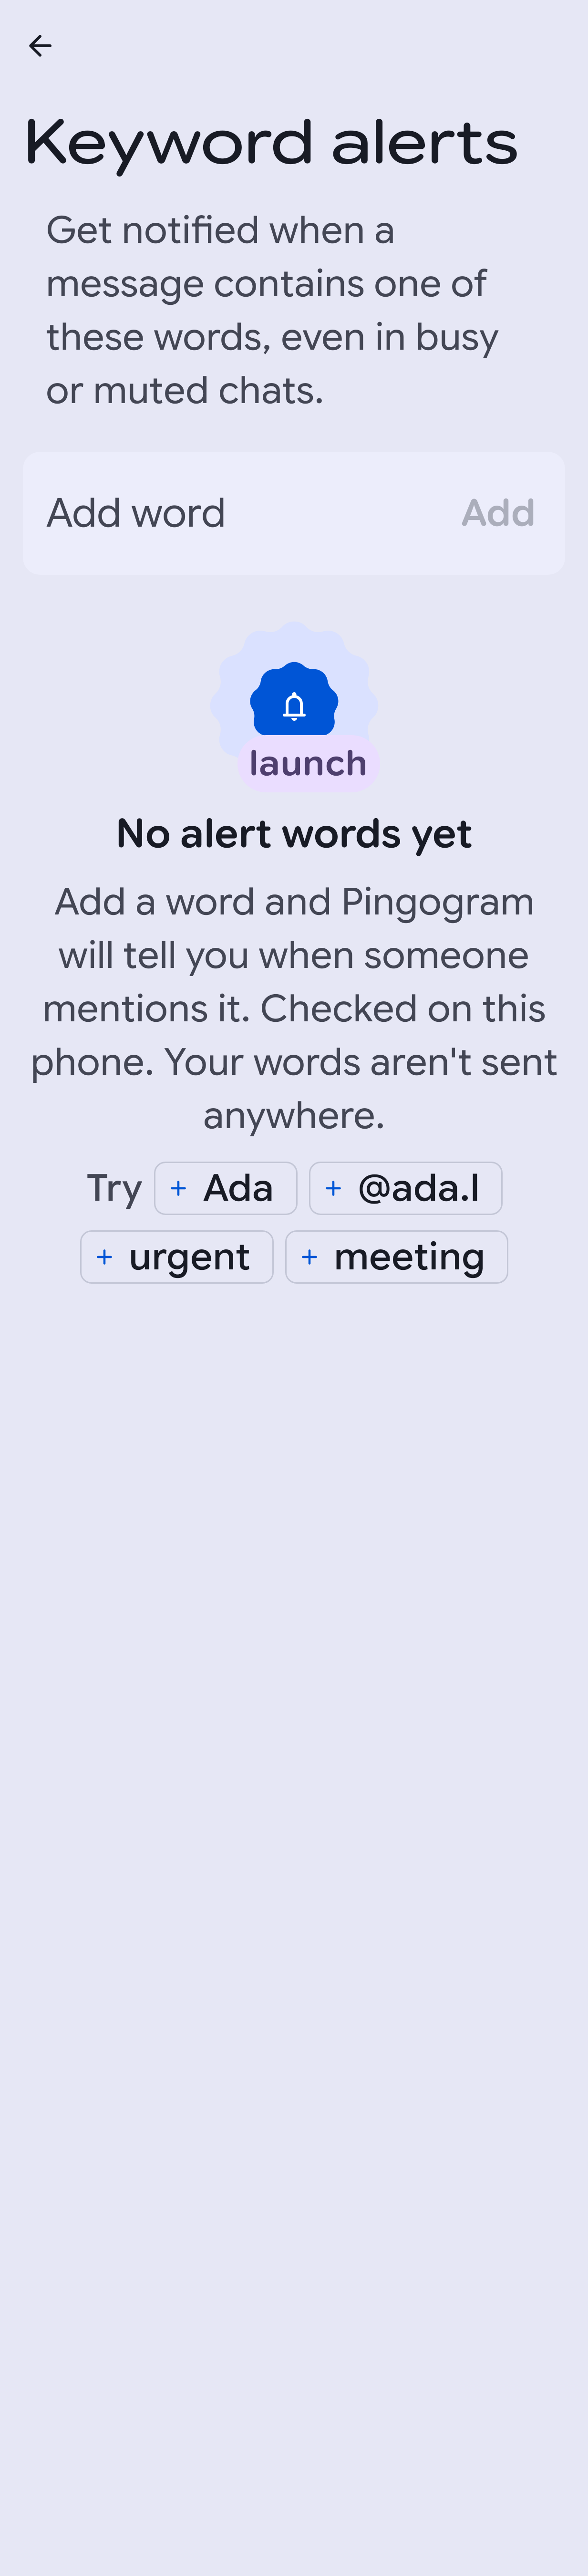 Keyword alerts
Get notified when a
message contains one of
these words, even in busy
or muted chats.
Add word Add
launch
No alert words yet
Add a word and Pingogram
will tell you when someone
mentions it. Checked on this
phone. Your words aren't sent
anywhere.
Try + Ada + @ada.l
+ urgent + meeting